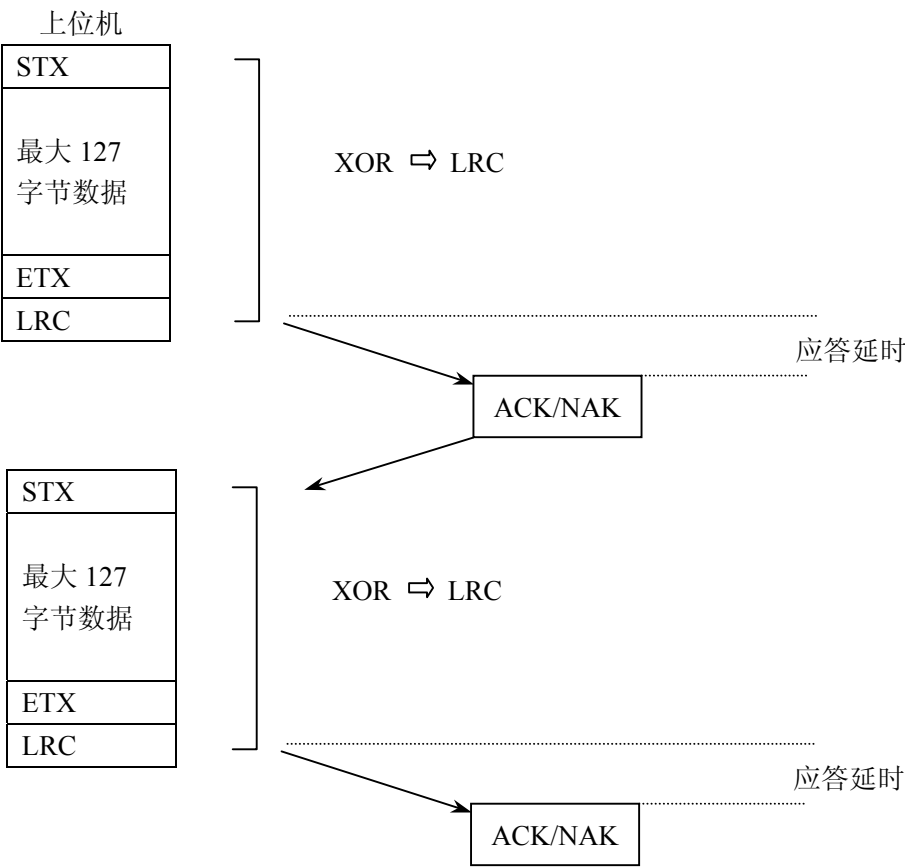 上位机
STX
最大 127
字节数据
XOR ⇨ LRC
ETX
LRC
应答延时
ACK/NAK
STX
最大 127
字节数据
XOR ⇨ LRC
ETX
LRC
应答延时
ACK/NAK